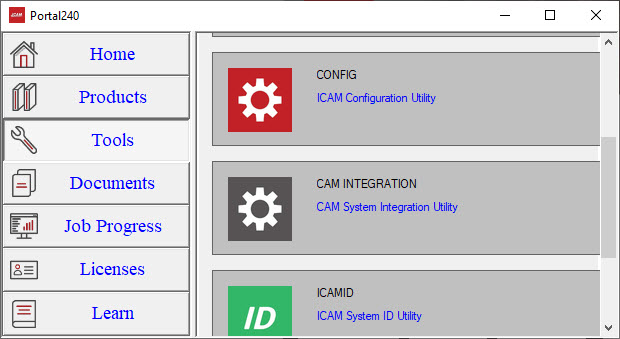 ICAM
Portal240
Home
Products
Tools
Documents
Job Progress
Licenses
Learn
CONFIG
ICAM Configuration Utility
CAM INTEGRATION
CAM System Integration Utility
ID
ICAMID
ICAM System ID Utility